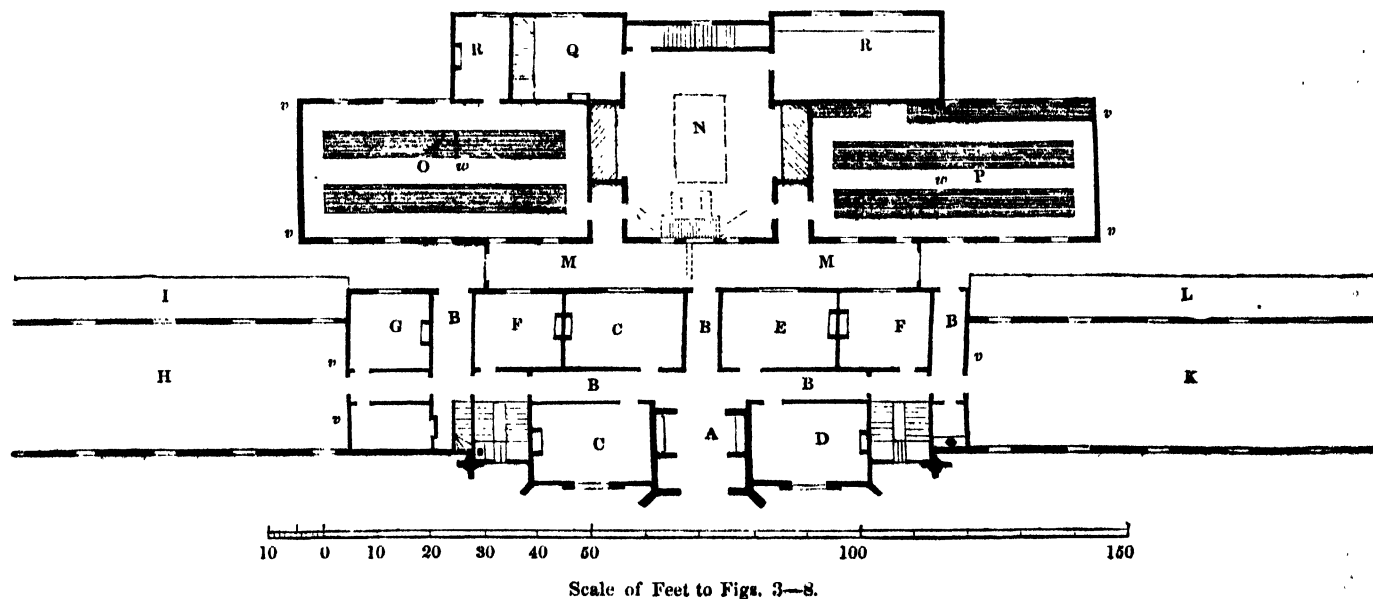 R Q R
v v
N
O w w P
v v
M M
I L
G B F C B E F B
v v
H K
B B
v
A
C D
10 0 10 20 30 40 50 100 150
Scale of Feet to Figs. 3—8.